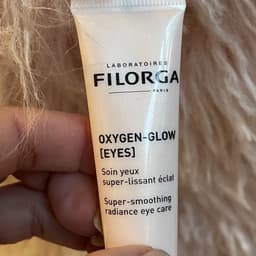 LABORATOIRES
FILORGA
PARIS
OXYGEN-GLOW
[EYES]
Soin yeux
super-lissant éclat
Super-smoothing
radiance eye care